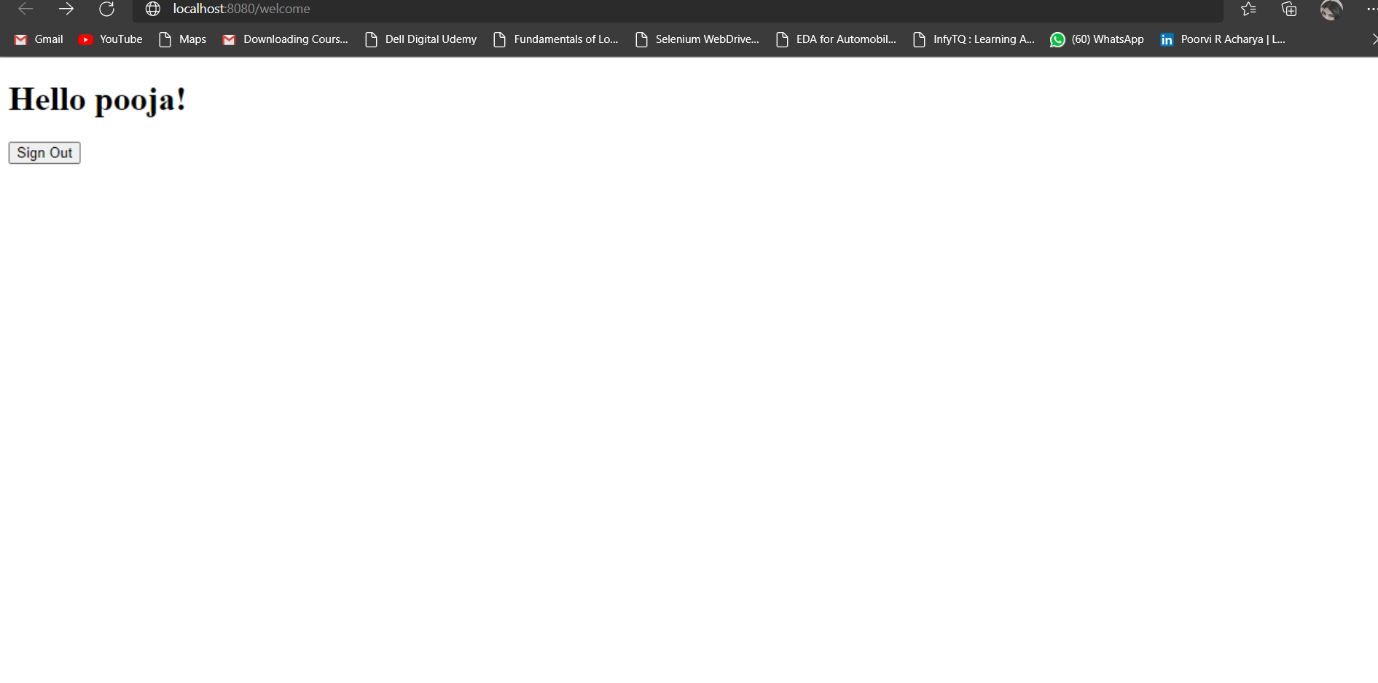 localhost:8080/welcome
Gmail YouTube Maps Downloading Cours... Dell Digital Udemy Fundamentals of Lo... Selenium WebDrive... EDA for Automobil... InfyTQ : Learning A... (60) WhatsApp in Poorvi R Acharya | L...
Hello pooja!
Sign Out